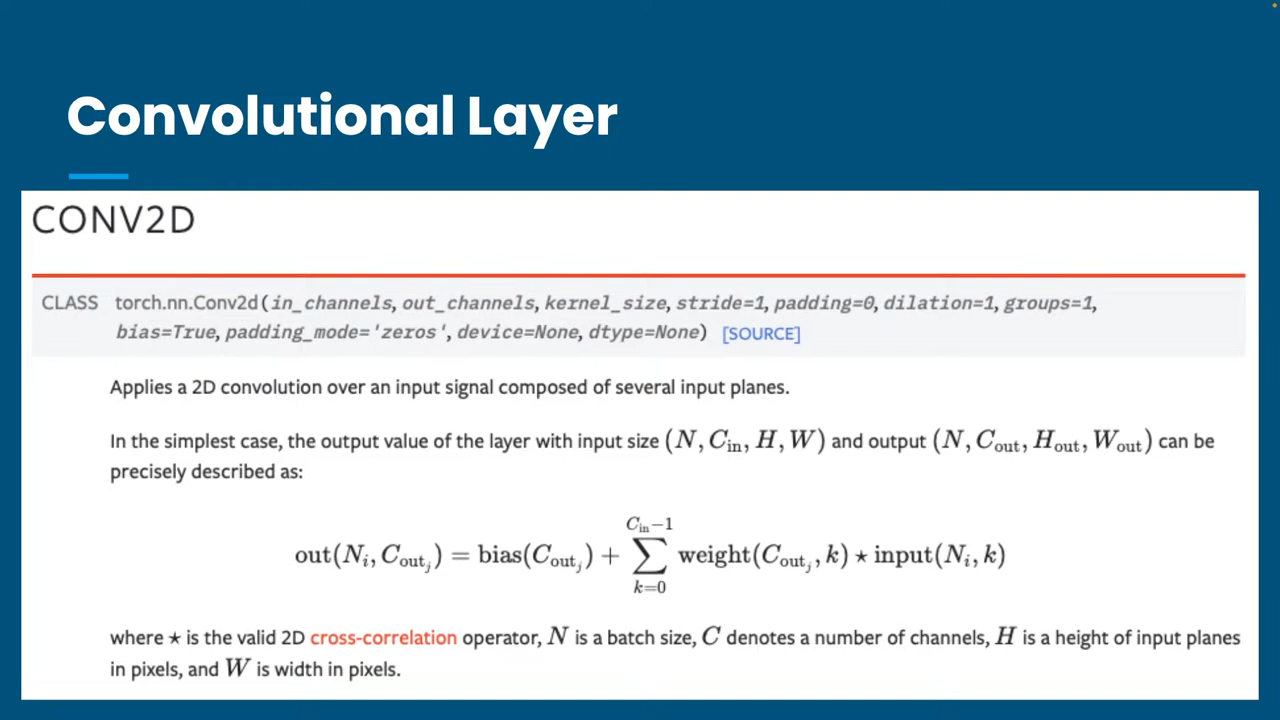 Convolutional Layer
CONV2D
CLASS torch.nn.Conv2d(in_channels, out_channels, kernel_size, stride=1, padding=0, dilation=1, groups=1,
bias=True, padding_mode='zeros', device=None, dtype=None) [SOURCE]
Applies a 2D convolution over an input signal composed of several input planes.
In the simplest case, the output value of the layer with input size (N, C_in, H, W) and output (N, C_out, H_out, W_out) can be
precisely described as:
out(N_i, C_out_j) = bias(C_out_j) + ∑_{k=0}^{C_in−1} weight(C_out_j, k) ⋆ input(N_i, k)
where ⋆ is the valid 2D cross-correlation operator, N is a batch size, C denotes a number of channels, H is a height of input planes
in pixels, and W is width in pixels.